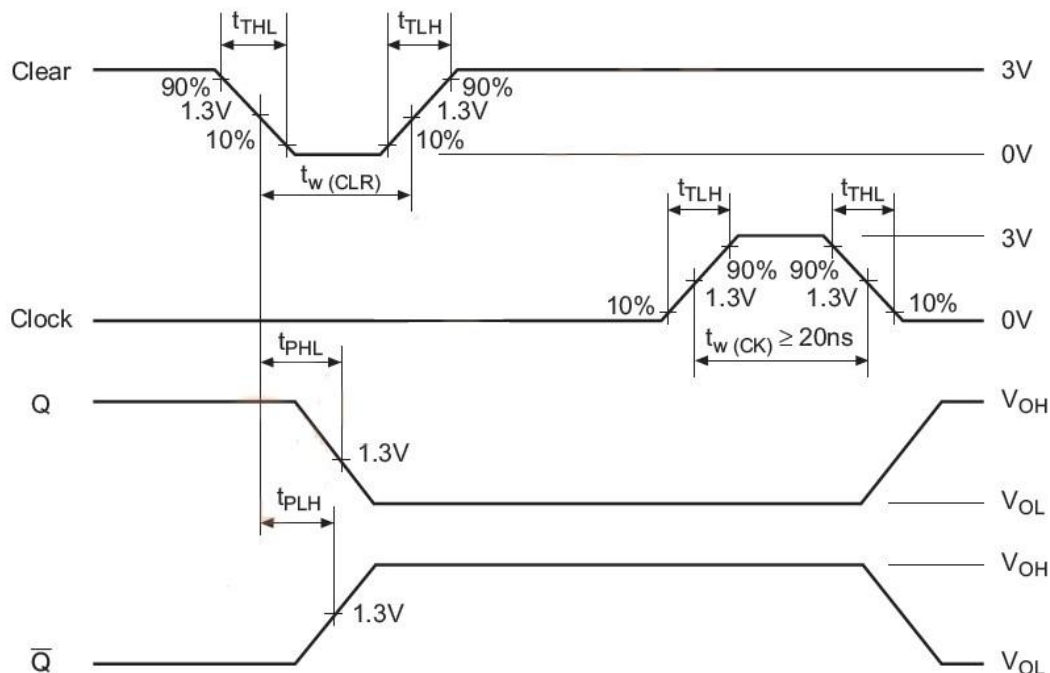 tTHL tTLH
Clear 3V
90% 90%
1.3V 1.3V
10% 10%
0V
tw (CLR)
tTLH tTHL
3V
90% 90%
1.3V 1.3V
10% 10%
Clock 0V
tw (CK) ≥ 20ns
tPHL
Q VOH
1.3V
tPLH
VOL
VOH
1.3V
Q̅ VOL